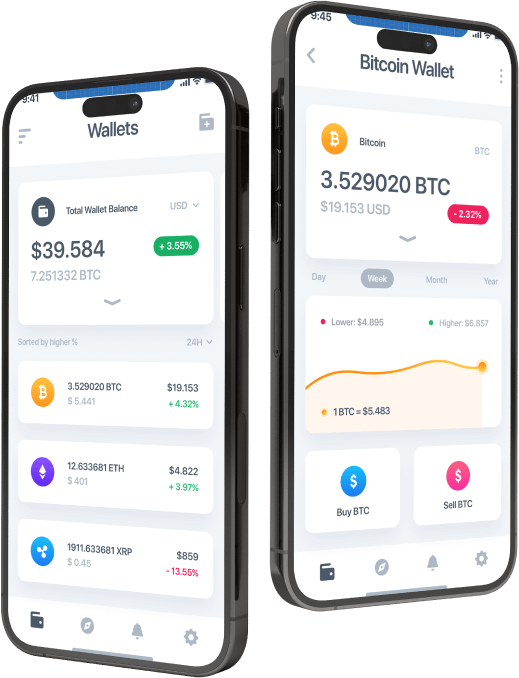 9:41
Wallets
Total Wallet Balance USD
$39.584 + 3.55%
7.251332 BTC
Sorted by higher % 24H
3.529020 BTC $19.153
$ 5.441 + 4.32%
12.633681 ETH $4.822
$ 401 + 3.97%
1911.633681 XRP $859
$ 0.45 - 13.55%
9:45
Bitcoin Wallet
Bitcoin BTC
3.529020 BTC
$19.153 USD - 2.32%
Day Week Month Year
Lower: $4.895 Higher: $6.857
1 BTC = $5.483
Buy BTC Sell BTC